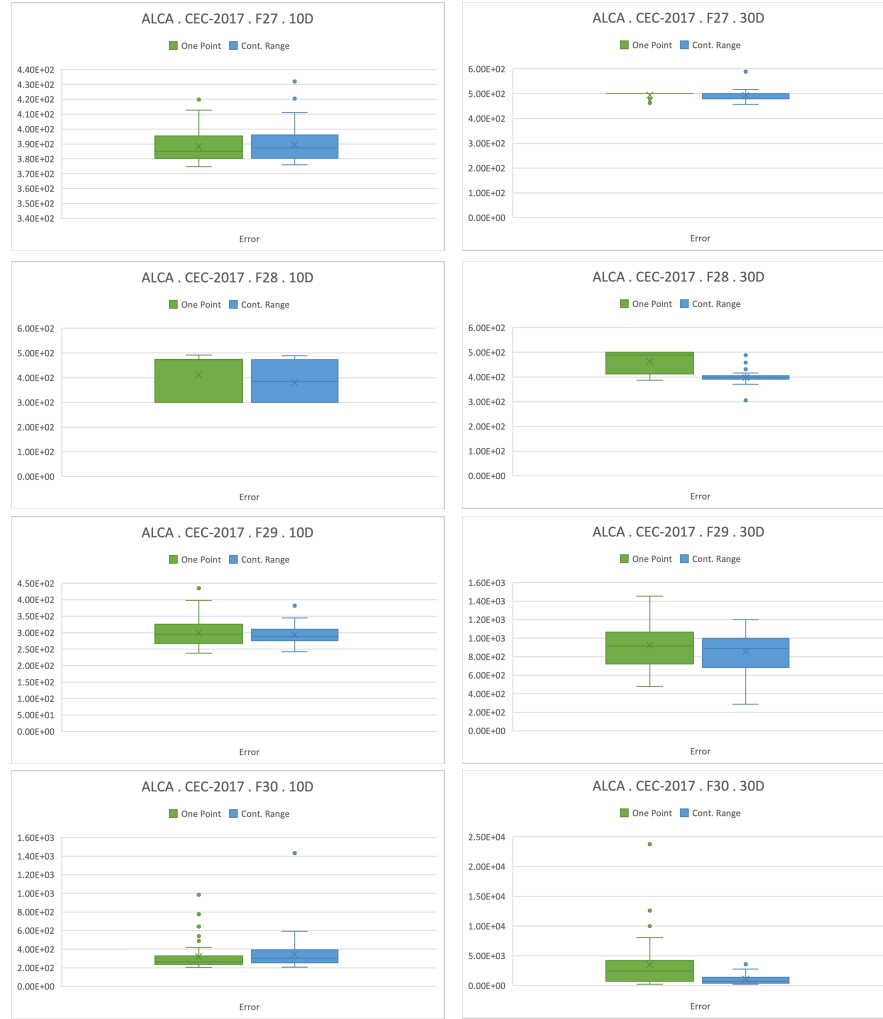 ALCA . CEC-2017 . F27 . 10D
One Point Cont. Range
4.40E+02
4.30E+02
4.20E+02
4.10E+02
4.00E+02
3.90E+02
3.80E+02
3.70E+02
3.60E+02
3.50E+02
3.40E+02
Error
ALCA . CEC-2017 . F27 . 30D
One Point Cont. Range
6.00E+02
5.00E+02
4.00E+02
3.00E+02
2.00E+02
1.00E+02
0.00E+00
Error
ALCA . CEC-2017 . F28 . 10D
One Point Cont. Range
6.00E+02
5.00E+02
4.00E+02
3.00E+02
2.00E+02
1.00E+02
0.00E+00
Error
ALCA . CEC-2017 . F28 . 30D
One Point Cont. Range
6.00E+02
5.00E+02
4.00E+02
3.00E+02
2.00E+02
1.00E+02
0.00E+00
Error
ALCA . CEC-2017 . F29 . 10D
One Point Cont. Range
4.50E+02
4.00E+02
3.50E+02
3.00E+02
2.50E+02
2.00E+02
1.50E+02
1.00E+02
5.00E+01
0.00E+00
Error
ALCA . CEC-2017 . F29 . 30D
One Point Cont. Range
1.60E+03
1.40E+03
1.20E+03
1.00E+03
8.00E+02
6.00E+02
4.00E+02
2.00E+02
0.00E+00
Error
ALCA . CEC-2017 . F30 . 10D
One Point Cont. Range
1.60E+03
1.40E+03
1.20E+03
1.00E+03
8.00E+02
6.00E+02
4.00E+02
2.00E+02
0.00E+00
Error
ALCA . CEC-2017 . F30 . 30D
One Point Cont. Range
2.50E+04
2.00E+04
1.50E+04
1.00E+04
5.00E+03
0.00E+00
Error